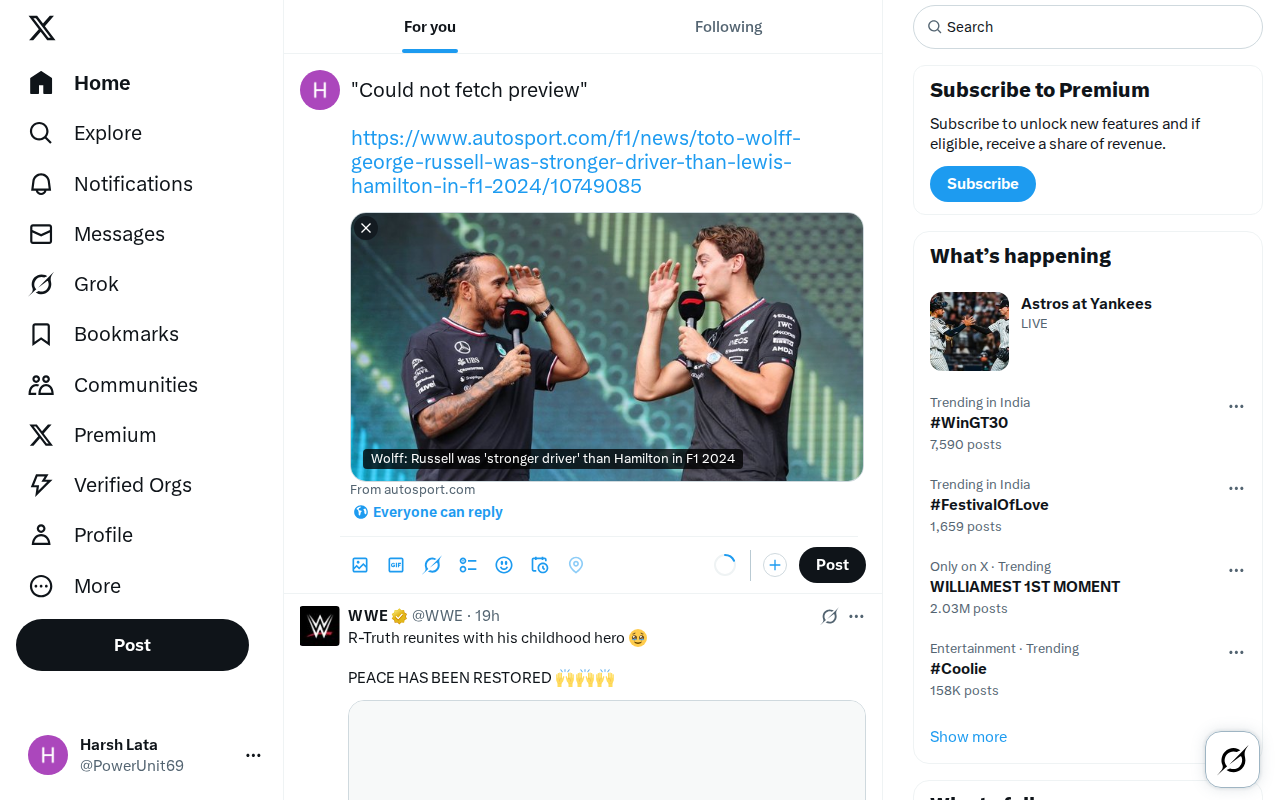 Home
Explore
Notifications
Messages
Grok
Bookmarks
Communities
Premium
Verified Orgs
Profile
More
Post
Harsh Lata
@PowerUnit69
For you
Following
H
"Could not fetch preview"
https://www.autosport.com/f1/news/toto-wolff-
george-russell-was-stronger-driver-than-lewis-
hamilton-in-f1-2024/10749085
UBS
INEOS
IWC
AMD
Wolff: Russell was 'stronger driver' than Hamilton in F1 2024
From autosport.com
Everyone can reply
GIF
Post
WWE @WWE · 19h
R-Truth reunites with his childhood hero 🥹
PEACE HAS BEEN RESTORED 🙌🙌🙌
Search
Subscribe to Premium
Subscribe to unlock new features and if
eligible, receive a share of revenue.
Subscribe
What's happening
Astros at Yankees
LIVE
Trending in India
#WinGT30
7,590 posts
Trending in India
#FestivalOfLove
1,659 posts
Only on X · Trending
WILLIAMEST 1ST MOMENT
2.03M posts
Entertainment · Trending
#Coolie
158K posts
Show more
H